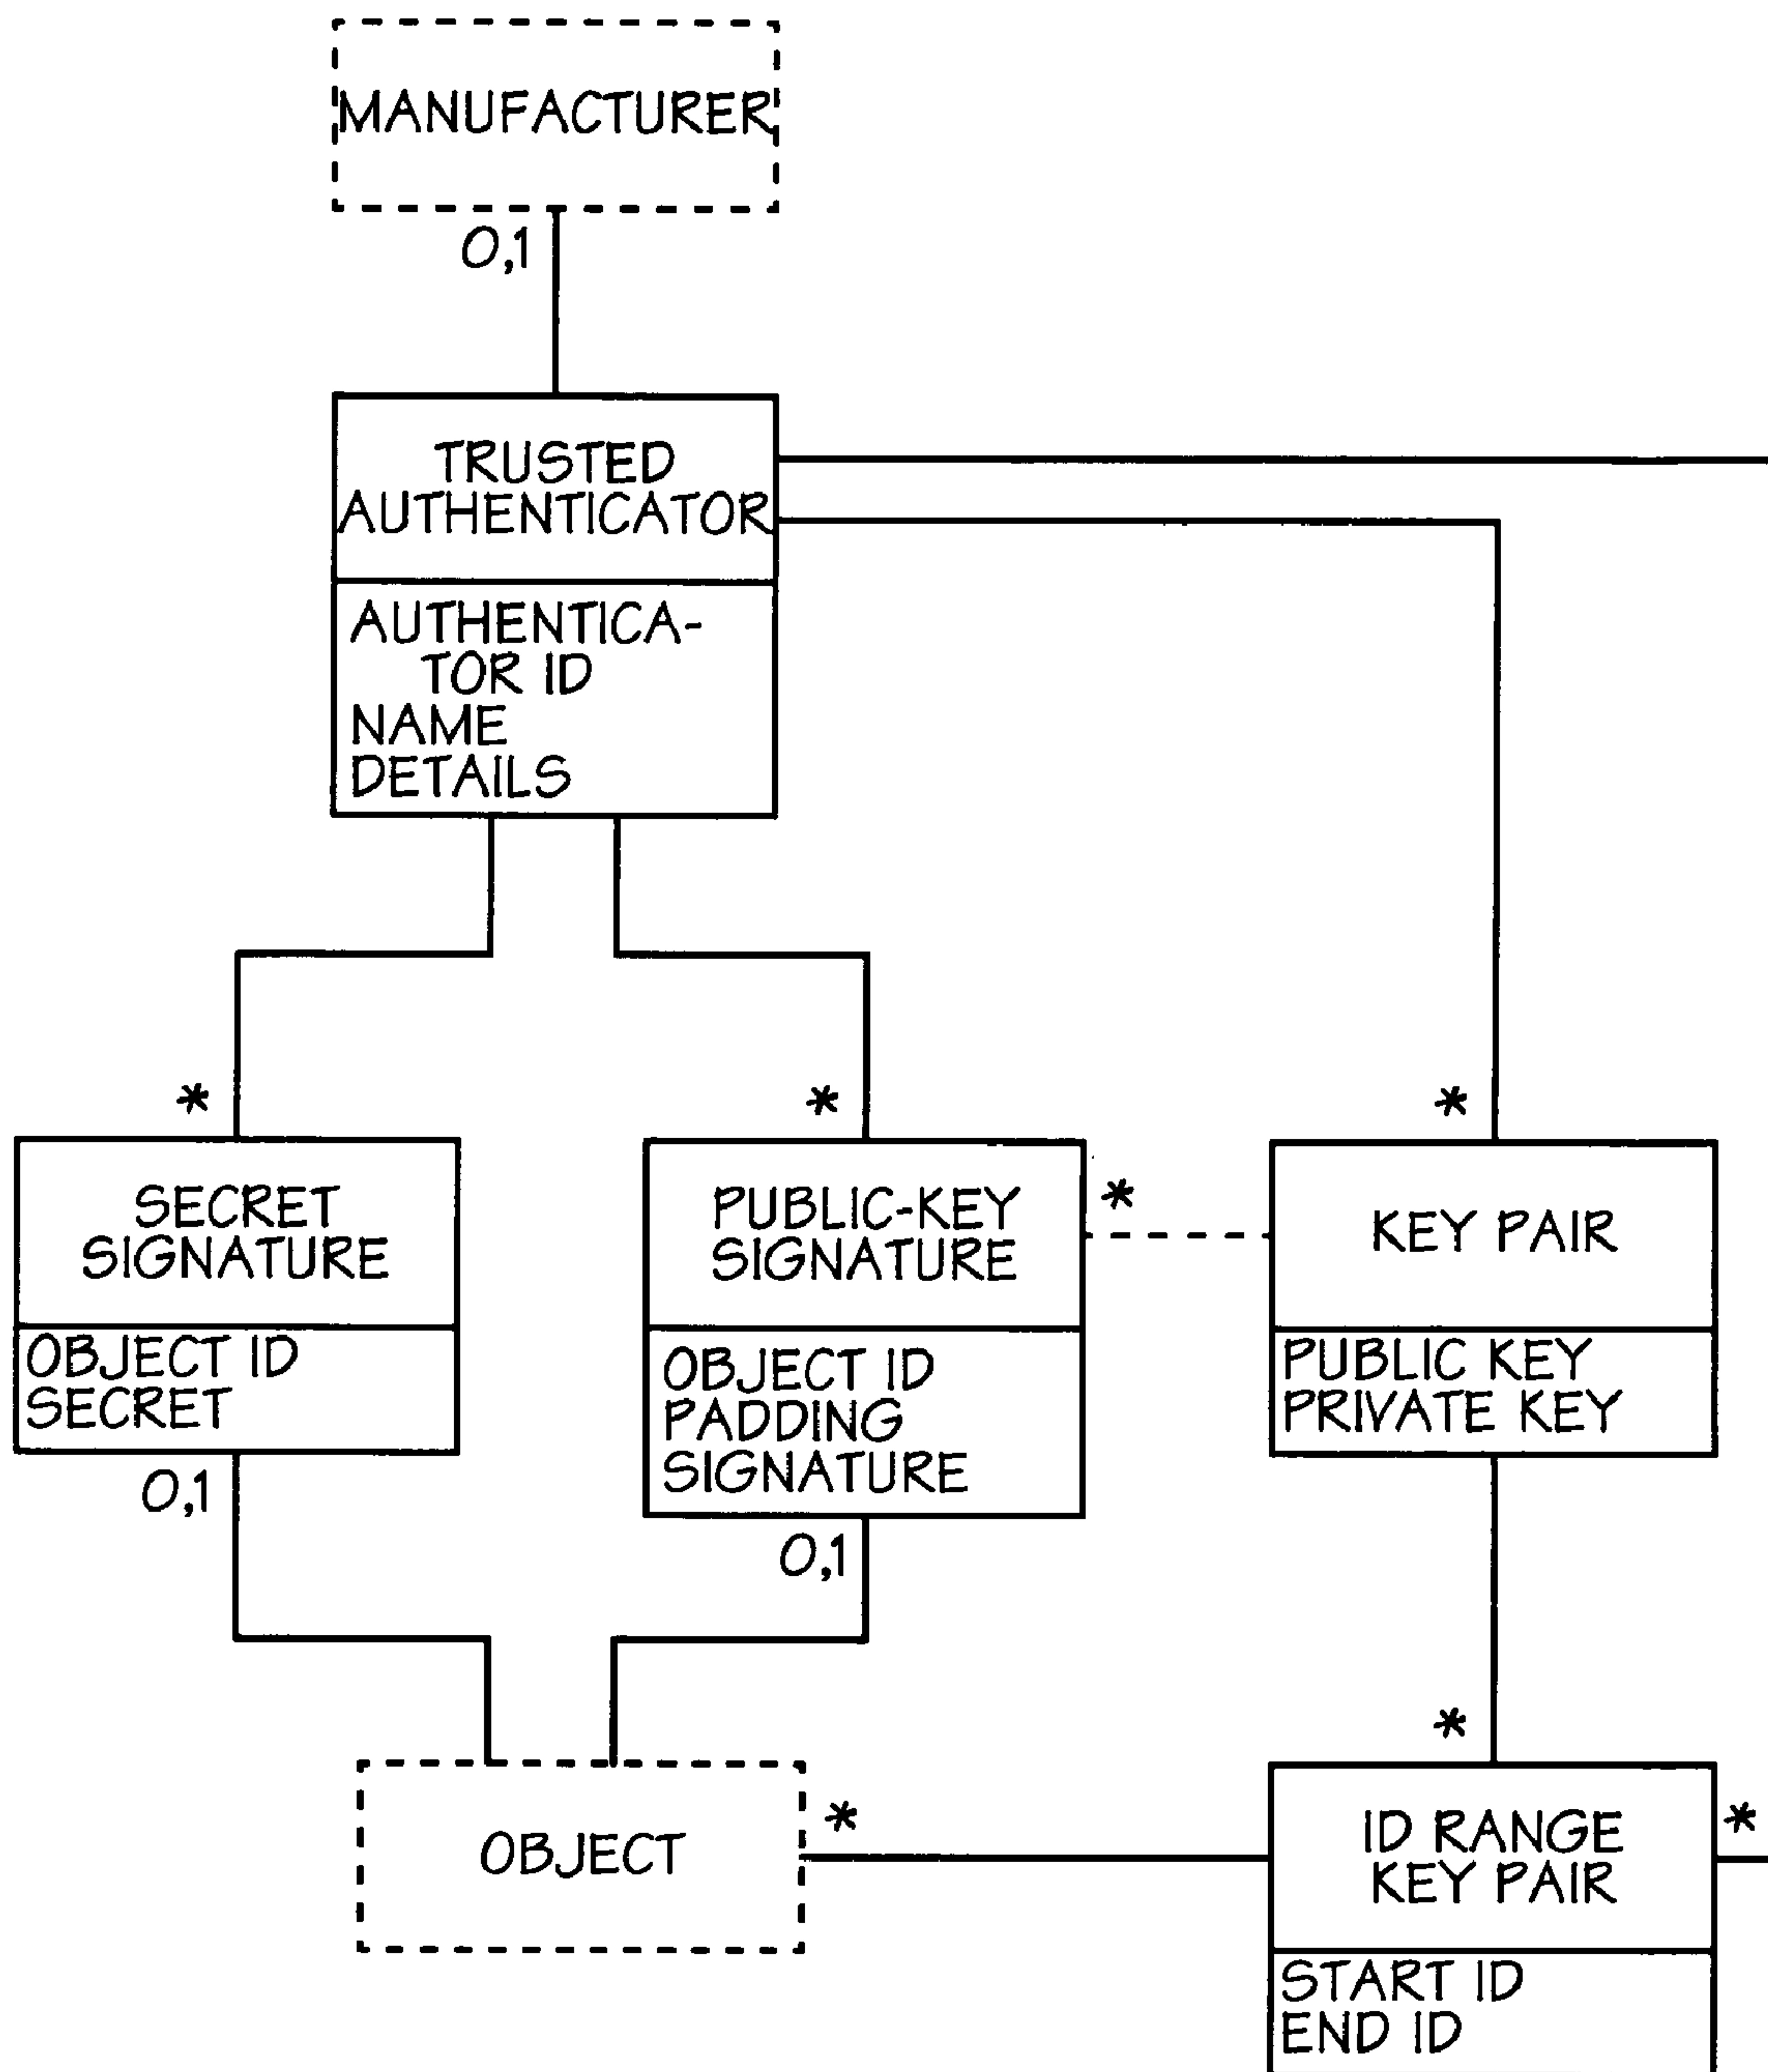 MANUFACTURER
0,1
TRUSTED
AUTHENTICATOR
AUTHENTICA-
TOR ID
NAME
DETAILS
*
*
*
SECRET
SIGNATURE
OBJECT ID
SECRET
0,1
PUBLIC-KEY
SIGNATURE
*
OBJECT ID
PADDING
SIGNATURE
0,1
KEY PAIR
PUBLIC KEY
PRIVATE KEY
*
OBJECT
*
ID RANGE
KEY PAIR
*
START ID
END ID